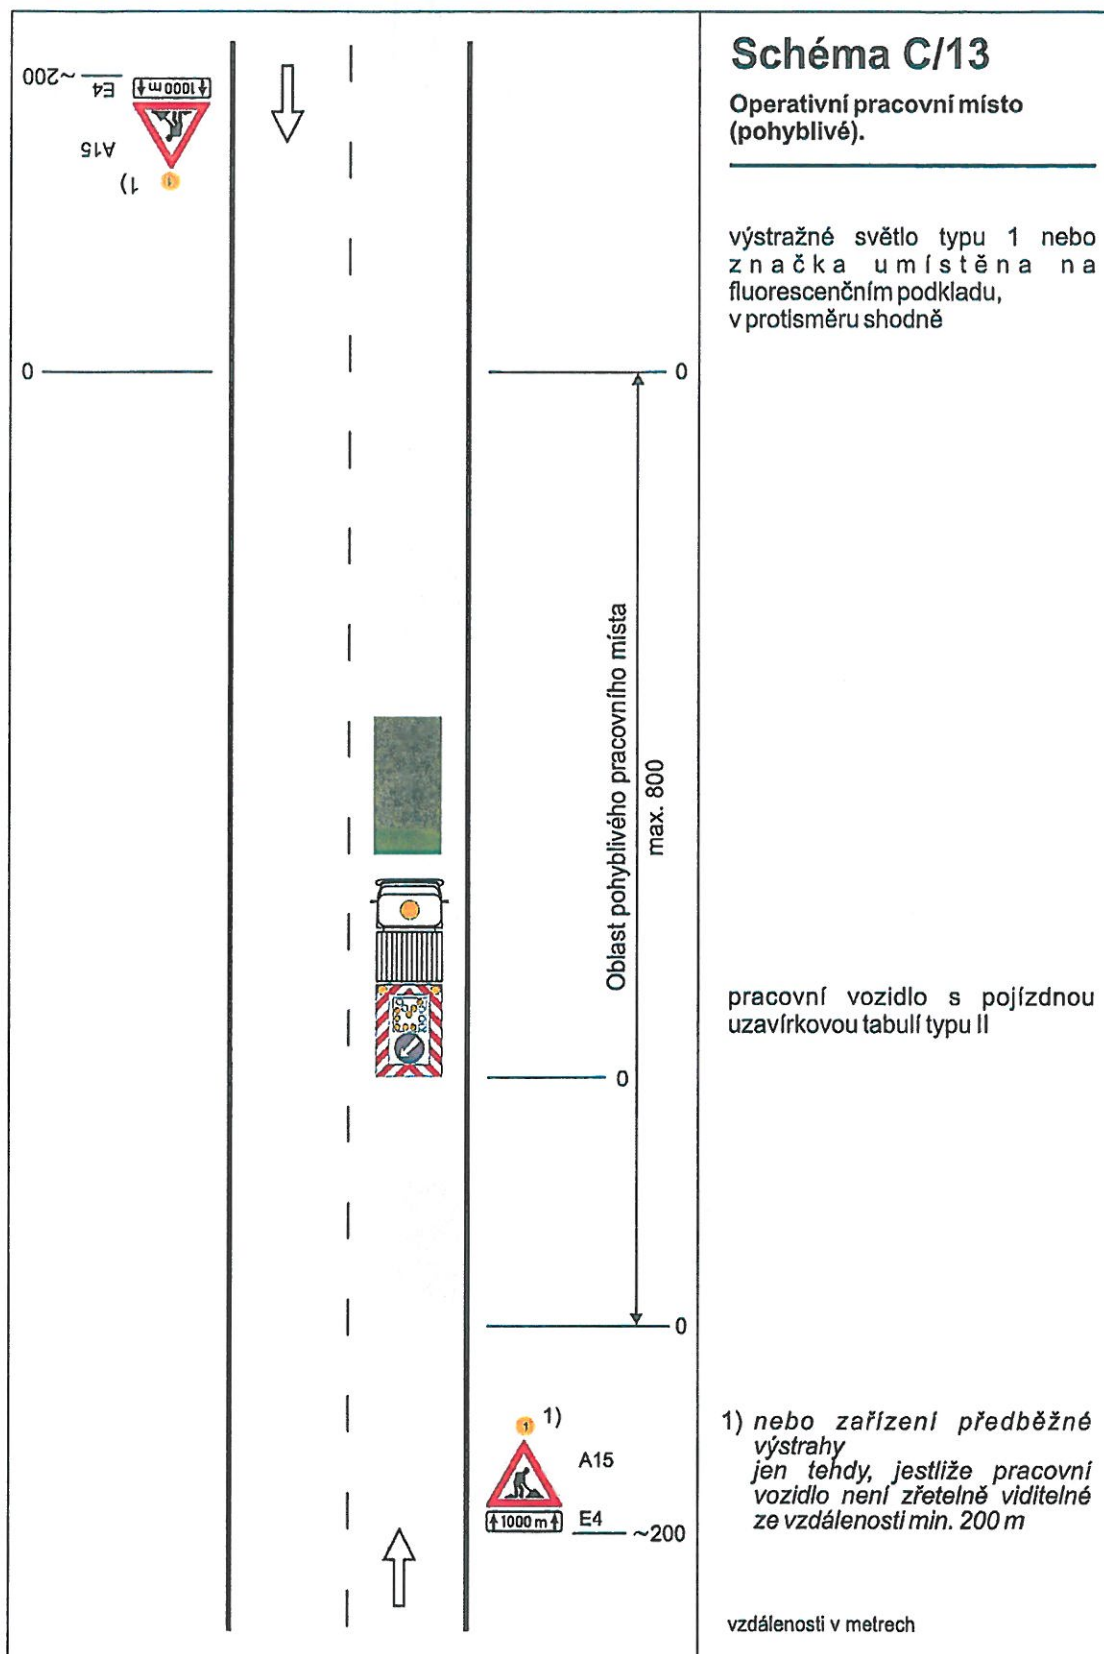 Schéma C/13
Operativní pracovní místo
(pohyblivé).
výstražné světlo typu 1 nebo
značka umístěna na
fluorescenčním podkladu,
v protisměru shodně
~200
E4
1000 m
A15
1)
1
0
0
Oblast pohyblivého pracovního místa
max. 800
pracovní vozidlo s pojízdnou
uzavírkovou tabulí typu II
0
0
1
1)
A15
1000 m
E4
~200
1) nebo zařízení předběžné
výstrahy
jen tehdy, jestliže pracovní
vozidlo není zřetelně viditelné
ze vzdálenosti min. 200 m
vzdálenosti v metrech